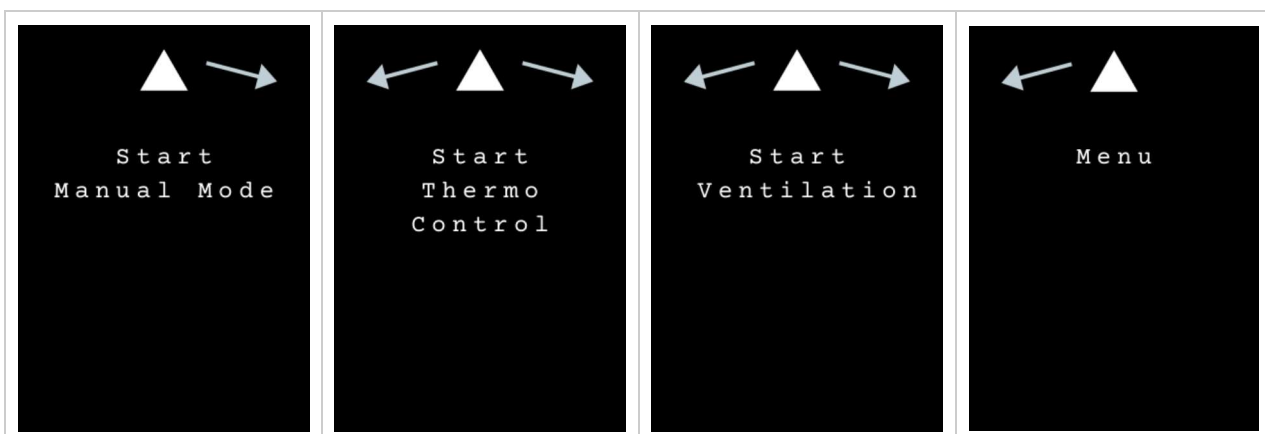 Start
Manual Mode
Start
Thermo
Control
Start
Ventilation
Menu